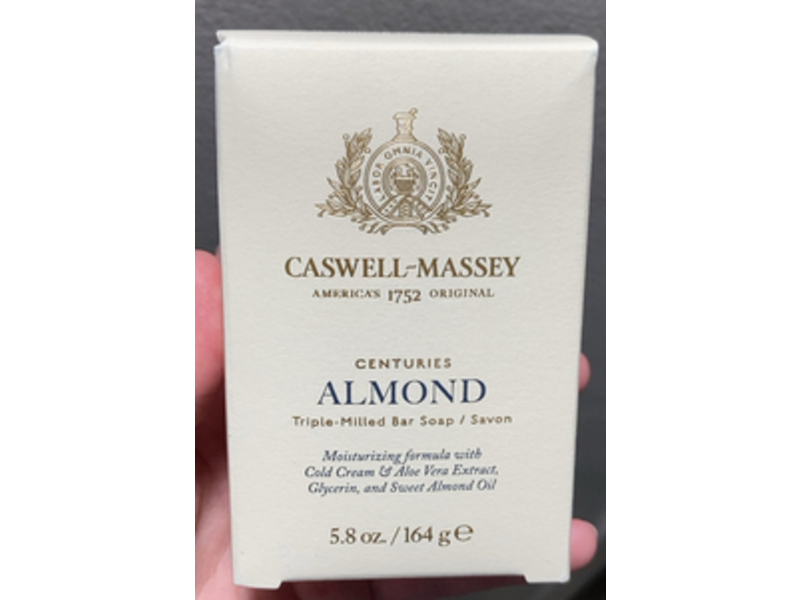 LABOR OMNIA VINCIT
CASWELL-MASSEY
AMERICA'S 1752 ORIGINAL
CENTURIES
ALMOND
Triple-Milled Bar Soap / Savon
Moisturizing formula with
Cold Cream & Aloe Vera Extract,
Glycerin, and Sweet Almond Oil
5.8 oz. / 164 g ℮